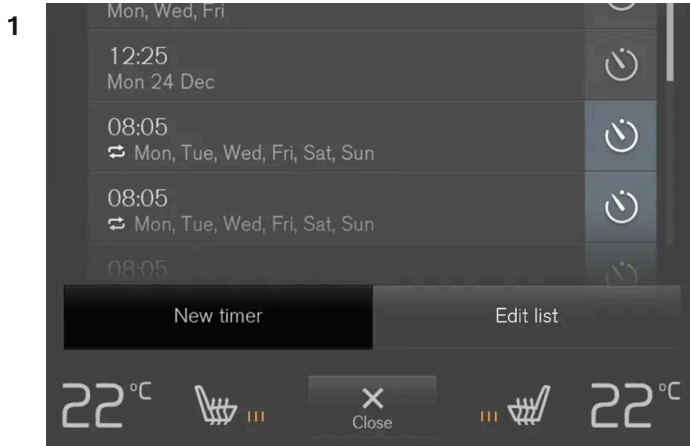 1
Mon, Wed, Fri
12:25
Mon 24 Dec
08:05
Mon, Tue, Wed, Fri, Sat, Sun
08:05
Mon, Tue, Wed, Fri, Sat, Sun
08:05
New timer Edit list
22°C Close 22°C